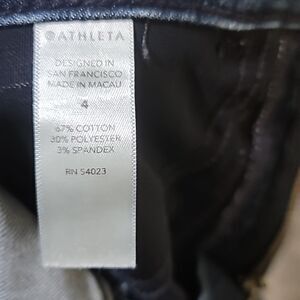 ATHLETA
DESIGNED IN
SAN FRANCISCO
MADE IN MACAU
4
67% COTTON
30% POLYESTER
3% SPANDEX
RN 54023